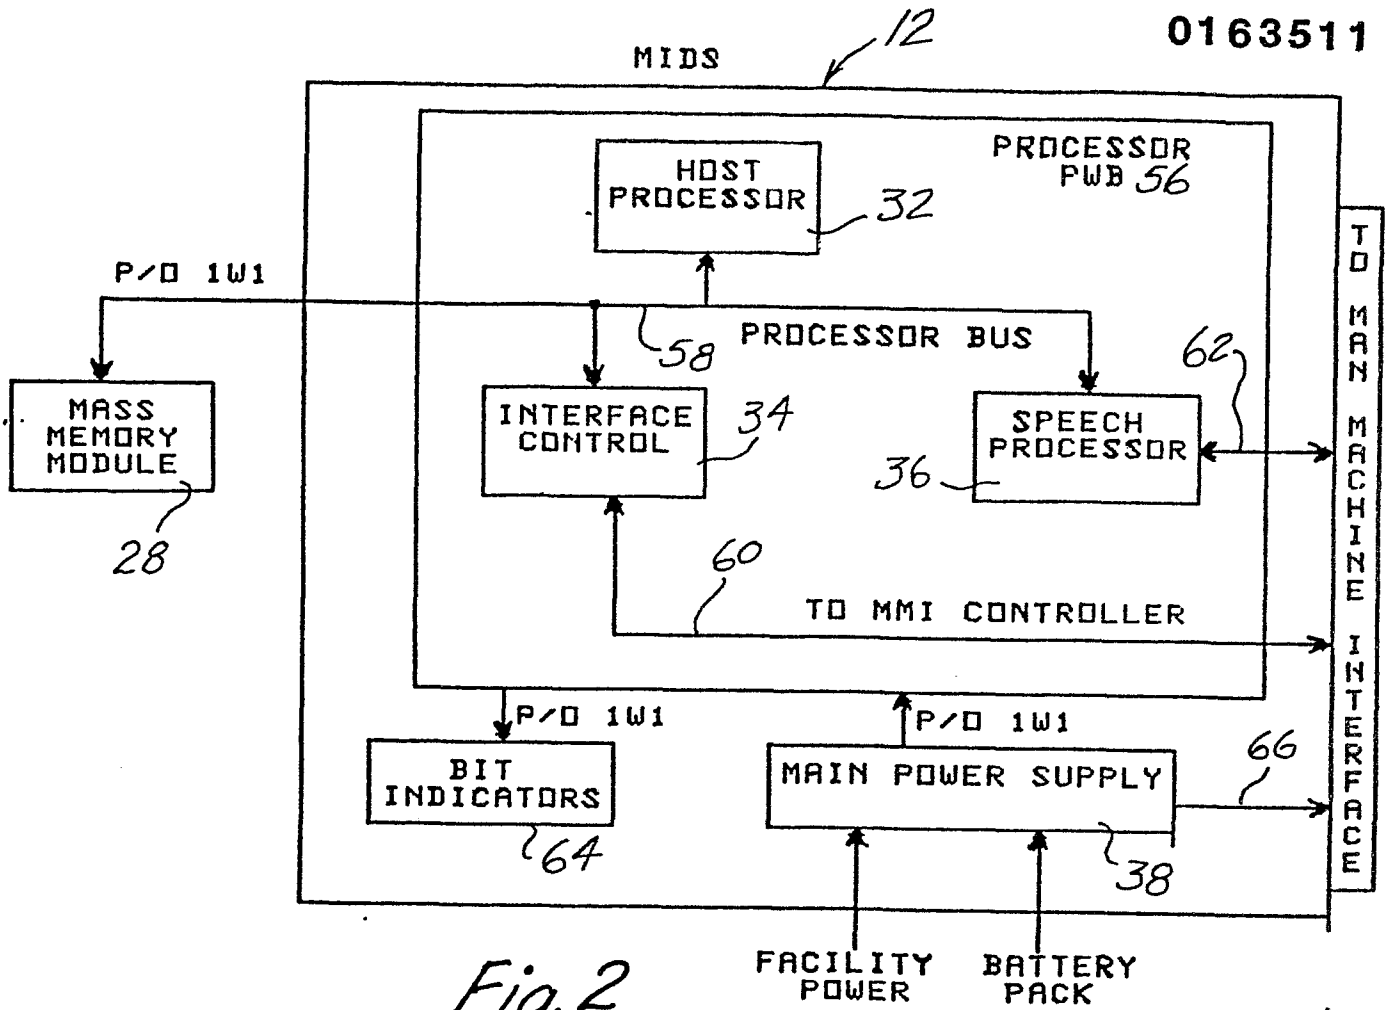 0163511
MIDS
12
PROCESSOR
PWB 56
HOST
PROCESSOR
32
P/O 1W1
PROCESSOR BUS
58
62
MASS
MEMORY
MODULE
28
INTERFACE
CONTROL
34
SPEECH
PROCESSOR
36
60
TO MMI CONTROLLER
TO MAN MACHINE INTERFACE
P/O 1W1
P/O 1W1
BIT
INDICATORS
64
MAIN POWER SUPPLY
66
38
FACILITY
POWER
BATTERY
PACK
Fig. 2